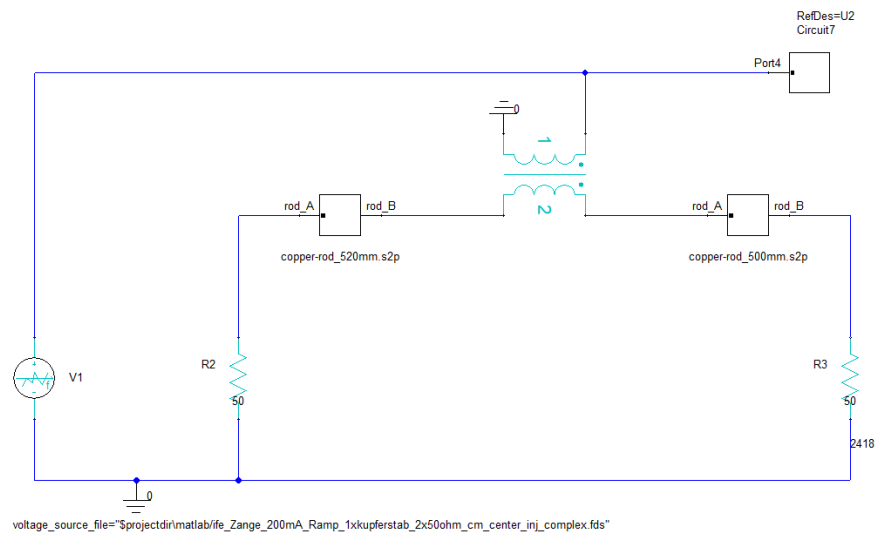 RefDes=U2
Circuit7
Port4
0
1
2
rod_A
rod_B
copper-rod_520mm.s2p
rod_A
rod_B
copper-rod_500mm.s2p
V1
f
R2
50
R3
50
2418
0
voltage_source_file="$projectdir\matlab/ife_Zange_200mA_Ramp_1xkupferstab_2x50ohm_cm_center_inj_complex.fds"